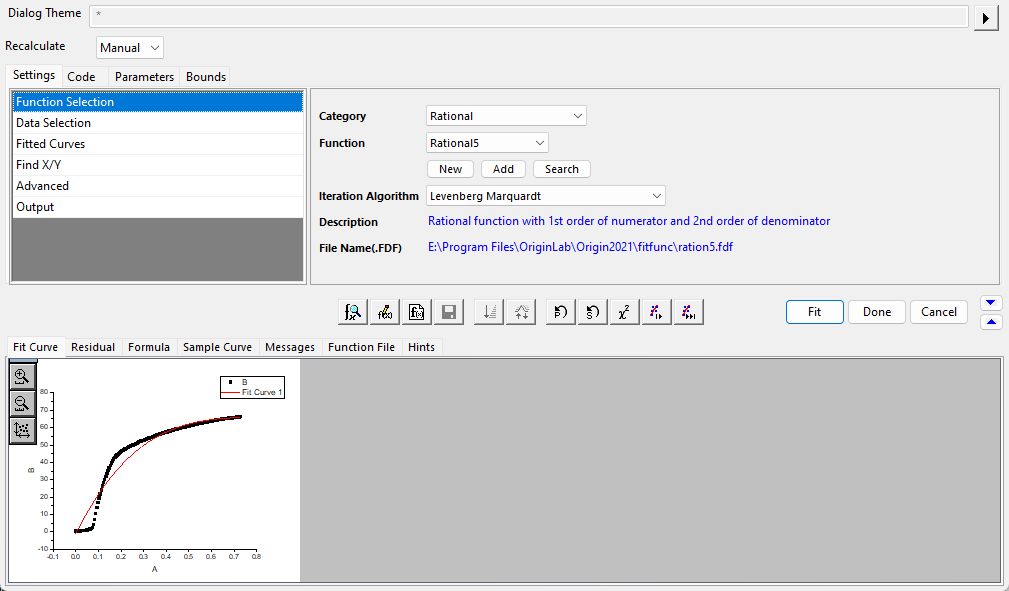 Dialog Theme *
Recalculate Manual
Settings Code Parameters Bounds
Function Selection
Data Selection
Fitted Curves
Find X/Y
Advanced
Output
Category Rational
Function Rational5
New Add Search
Iteration Algorithm Levenberg Marquardt
Description Rational function with 1st order of numerator and 2nd order of denominator
File Name(.FDF) E:\Program Files\OriginLab\Origin2021\fitfunc\ration5.fdf
Fit Done Cancel
Fit Curve Residual Formula Sample Curve Messages Function File Hints
B
Fit Curve 1
80
70
60
50
40
30
20
10
0
-10
B
-0.1 0.0 0.1 0.2 0.3 0.4 0.5 0.6 0.7 0.8
A